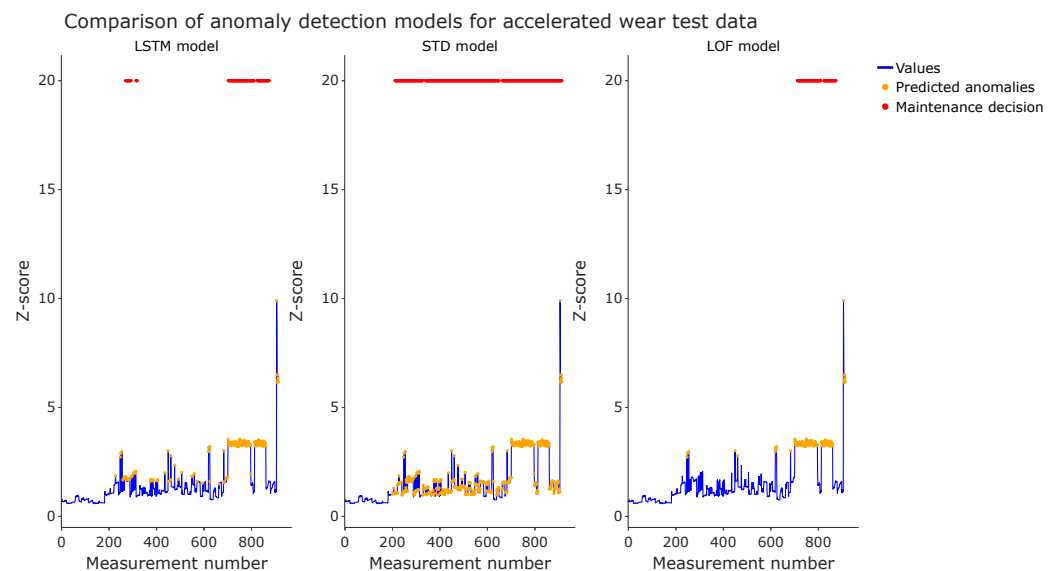 Comparison of anomaly detection models for accelerated wear test data
LSTM model
STD model
LOF model
Values
Predicted anomalies
Maintenance decision
Z-score
20
15
10
5
0
0 200 400 600 800
Measurement number
Z-score
20
15
10
5
0
0 200 400 600 800
Measurement number
Z-score
20
15
10
5
0
0 200 400 600 800
Measurement number